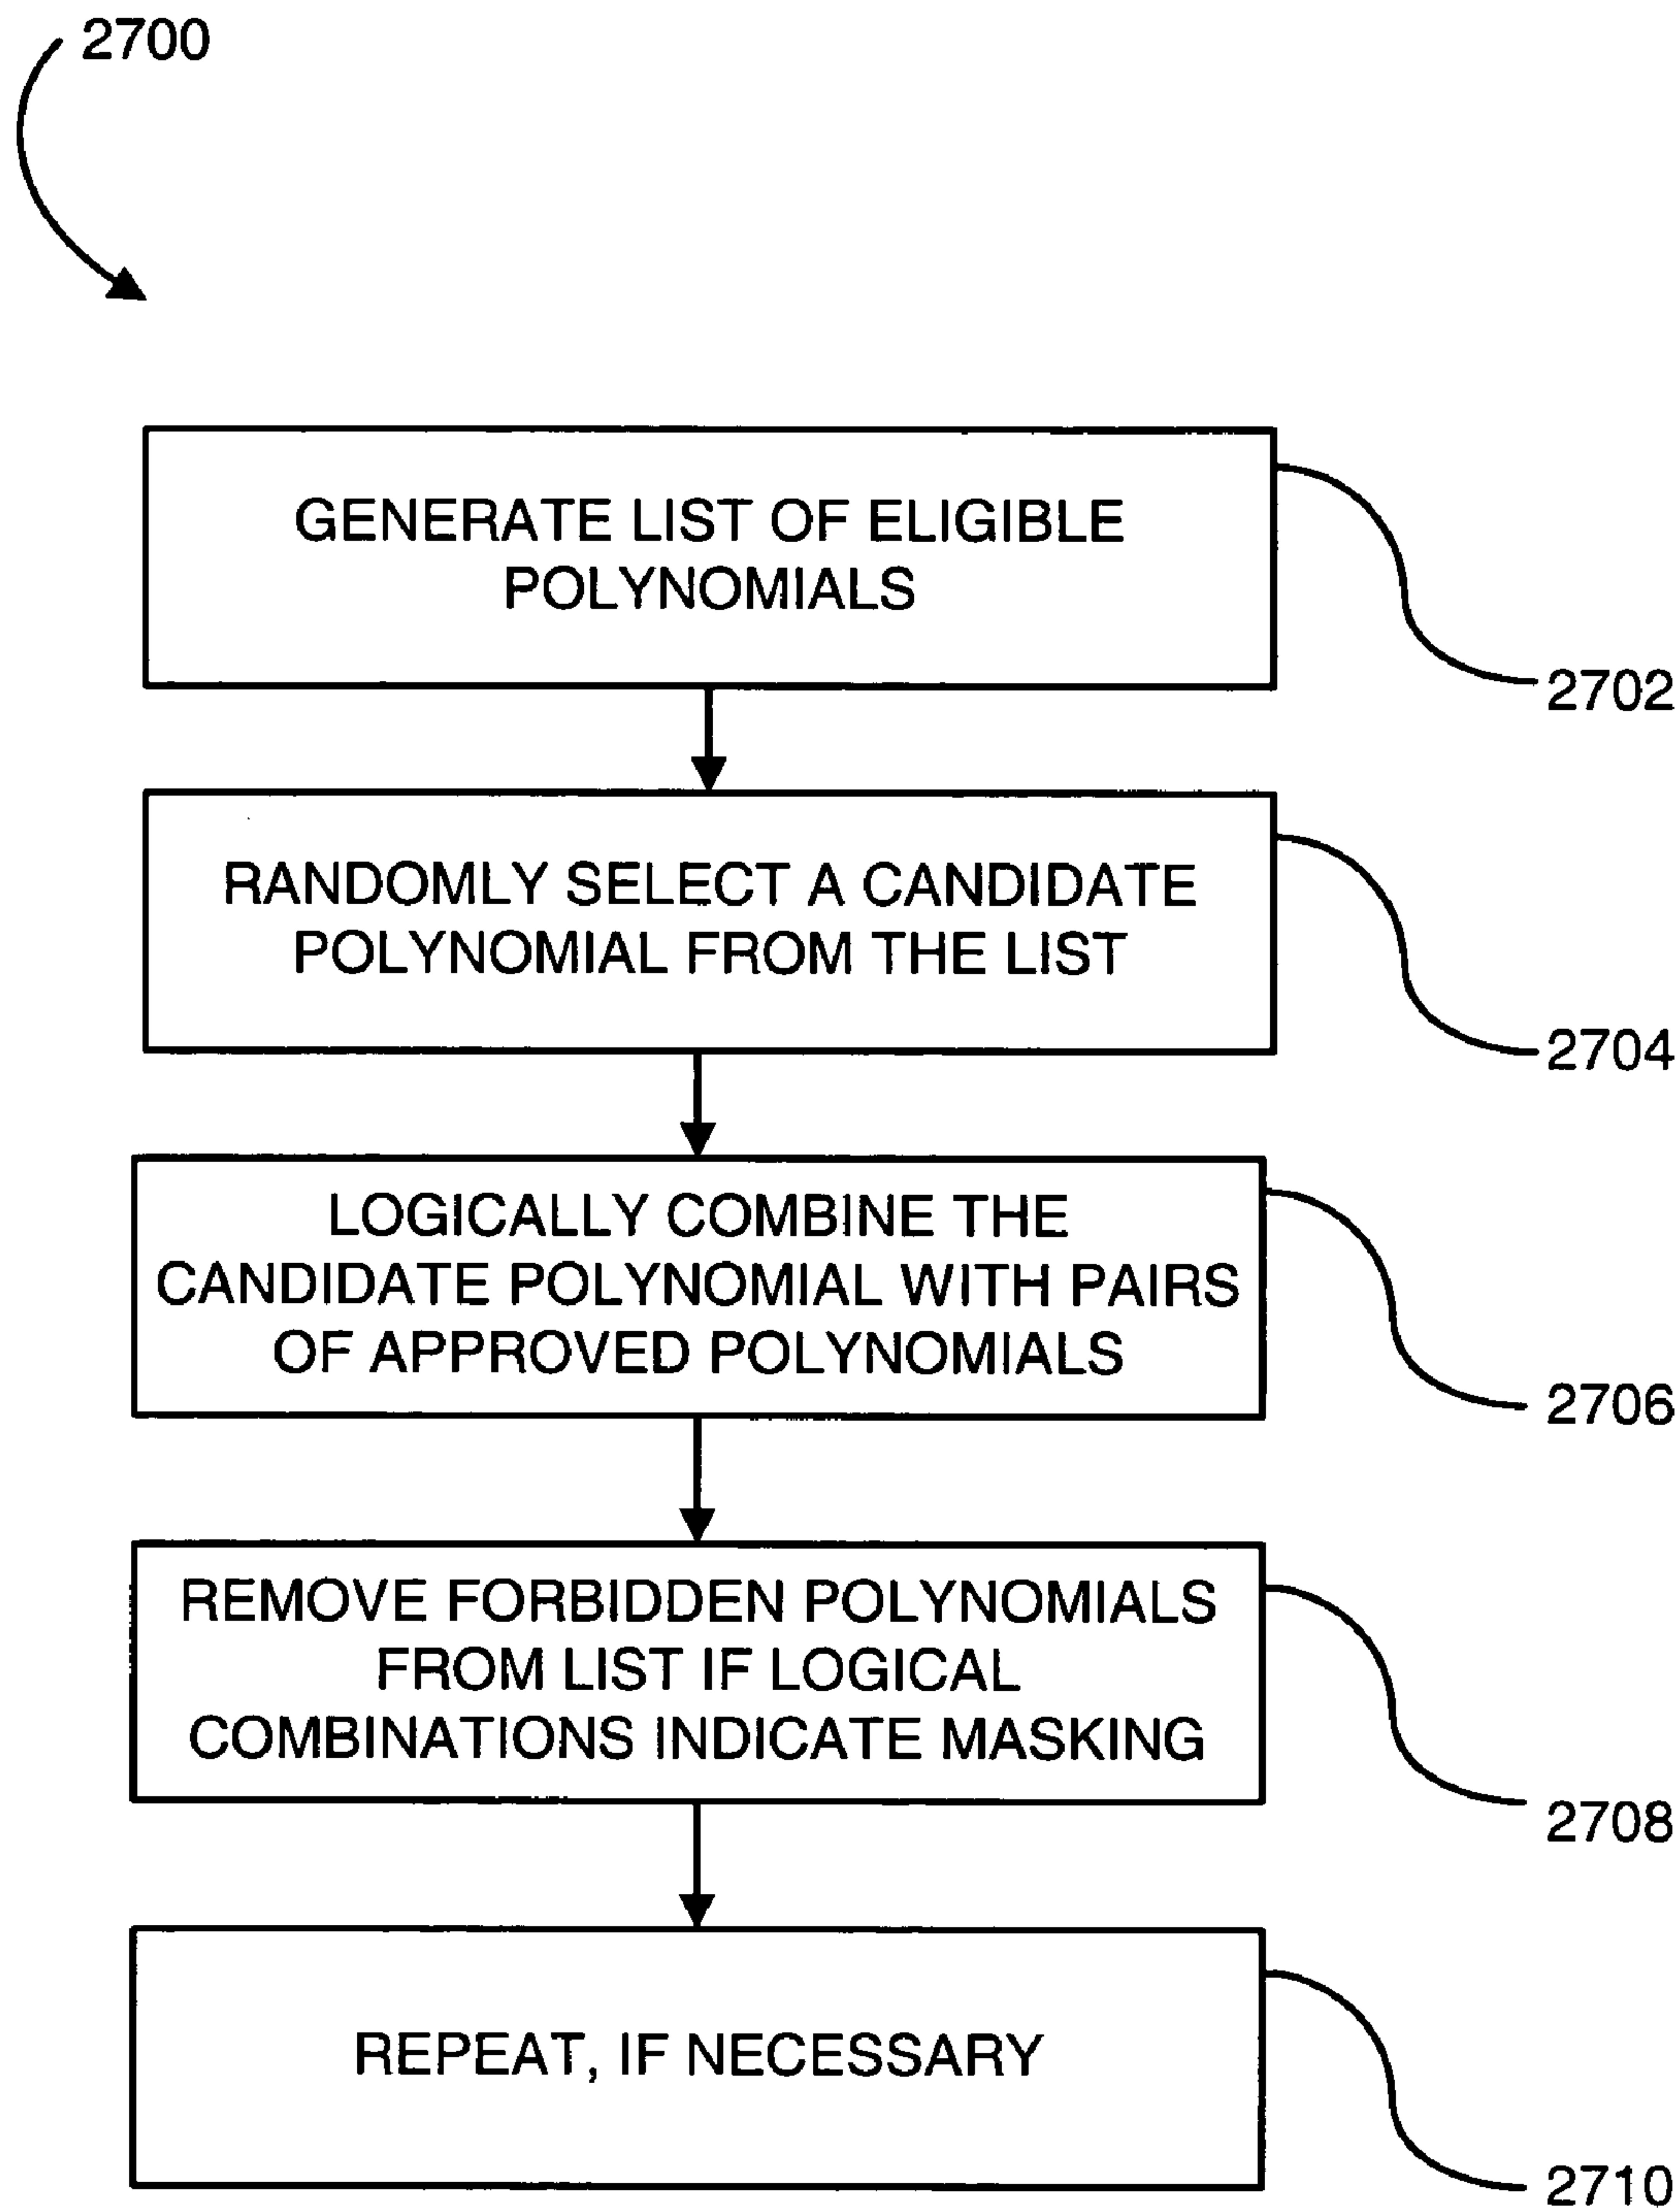 2700
GENERATE LIST OF ELIGIBLE
POLYNOMIALS
2702
RANDOMLY SELECT A CANDIDATE
POLYNOMIAL FROM THE LIST
2704
LOGICALLY COMBINE THE
CANDIDATE POLYNOMIAL WITH PAIRS
OF APPROVED POLYNOMIALS
2706
REMOVE FORBIDDEN POLYNOMIALS
FROM LIST IF LOGICAL
COMBINATIONS INDICATE MASKING
2708
REPEAT, IF NECESSARY
2710